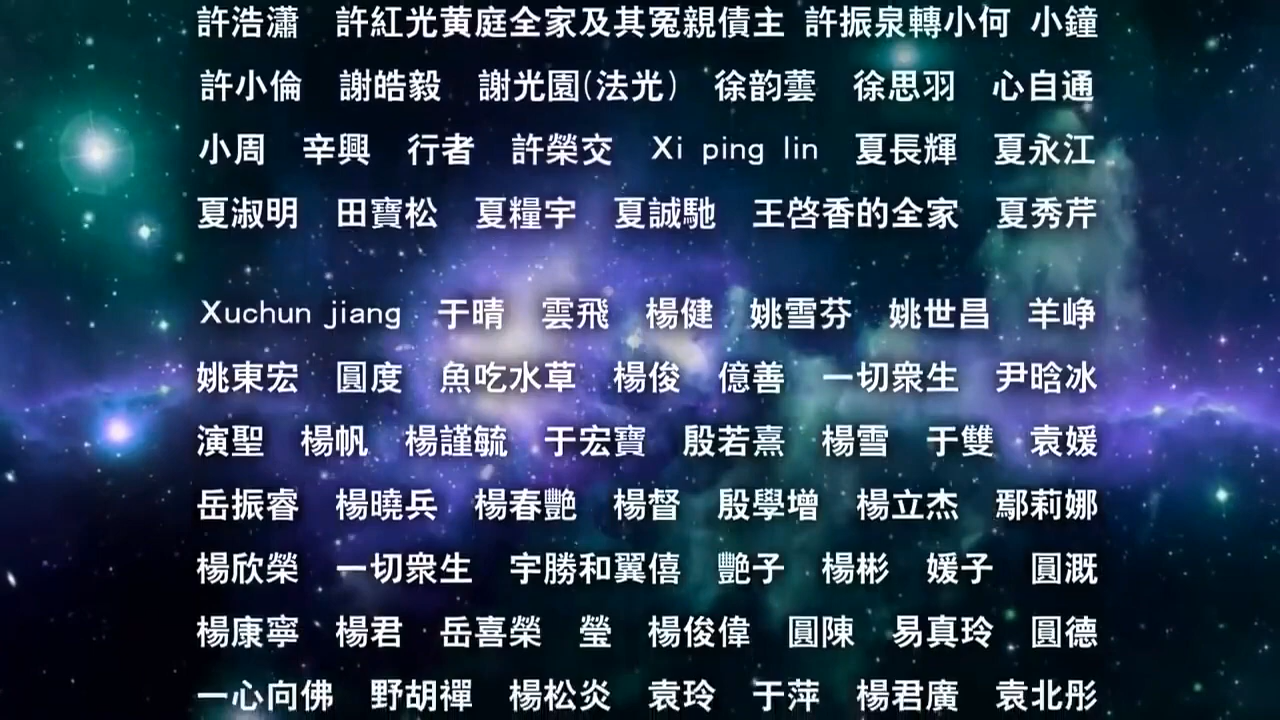 許浩瀟 許紅光黄庭全家及其冤親債主 許振泉轉小何 小鐘
許小倫 謝皓毅 謝光園(法光) 徐韵蕓 徐思羽 心自通
小周 辛興 行者 許榮交 Xi ping lin 夏長輝 夏永江
夏淑明 田寶松 夏糧宇 夏誠馳 王啓香的全家 夏秀芹
Xuchun jiang 于晴 雲飛 楊健 姚雪芬 姚世昌 羊峥
姚東宏 圓度 魚吃水草 楊俊 億善 一切衆生 尹晗冰
演聖 楊帆 楊謹毓 于宏寶 殷若熹 楊雪 于雙 袁媛
岳振睿 楊曉兵 楊春艷 楊督 殷學增 楊立杰 鄢莉娜
楊欣榮 一切衆生 宇勝和翼僖 艷子 楊彬 媛子 圓溉
楊康寧 楊君 岳喜榮 瑩 楊俊偉 圓陳 易真玲 圓德
一心向佛 野胡禪 楊松炎 袁玲 于萍 楊君廣 袁北彤